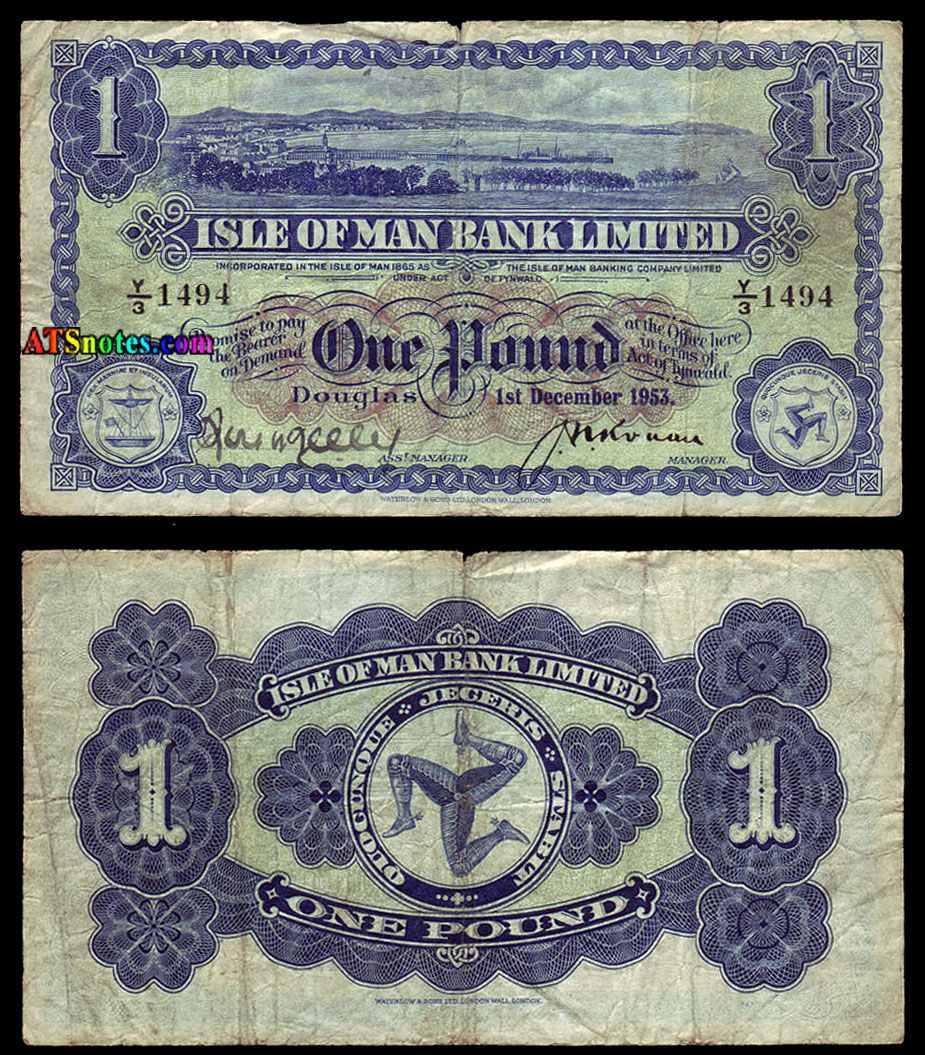 1 1
ISLE OF MAN BANK LIMITED
INCORPORATED IN THE ISLE OF MAN 1865 AS THE ISLE OF MAN BANKING COMPANY LIMITED
UNDER ACT OF TYNWALD
Y/3 1494 Y/3 1494
ATSnotes.com
promise to pay
the Bearer
on Demand
One Pound
at the Office here
in terms of
Act of Tynwald.
Douglas 1st December 1953.
REX MANNIAE ET INSULARUM
QUOCUNQUE JECERIS STABIT
ASST MANAGER. MANAGER.
WATERLOW & SONS LTD. LONDON WALL, LONDON.
ISLE OF MAN BANK LIMITED
QUOCUNQUE JECERIS STABIT
1 1
ONE POUND
WATERLOW & SONS LTD. LONDON WALL, LONDON.